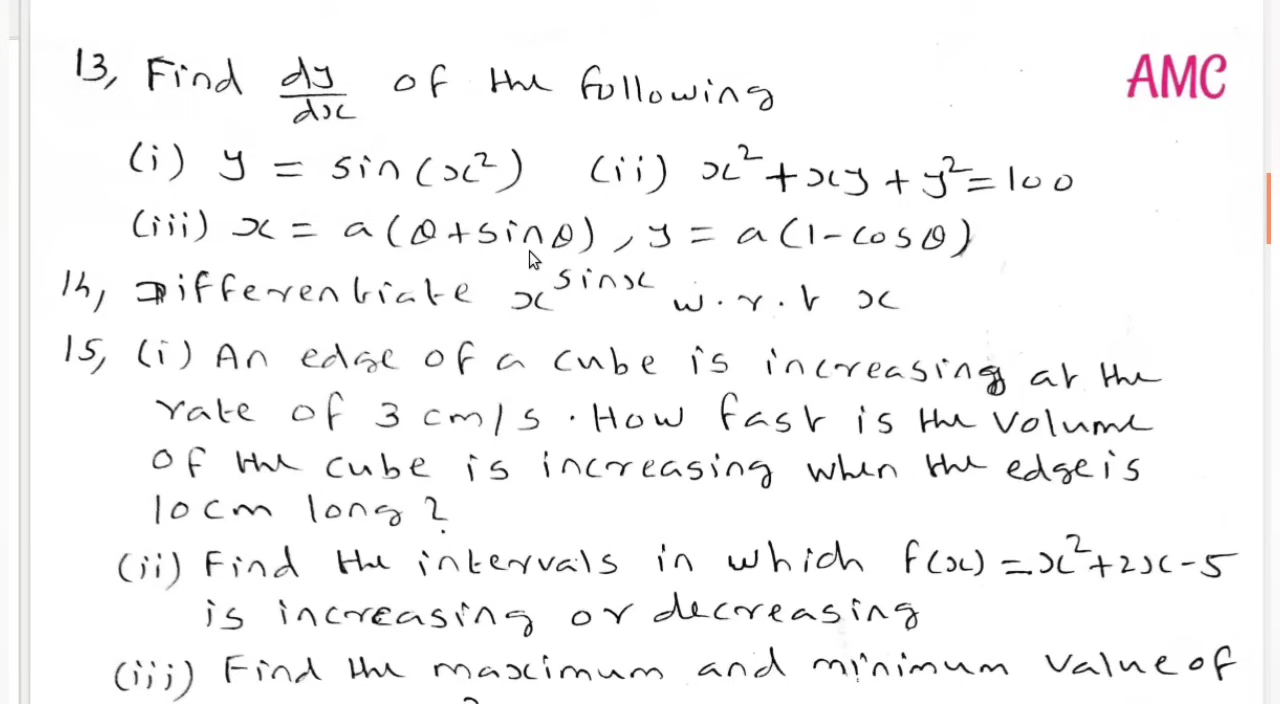 AMC
13, Find dy/dx of the following
(i) y = sin(x²) (ii) x²+xy+y²=100
(iii) x = a(θ+sinθ), y = a(1-cosθ)
14, Differentiate x^sinx w.r.t x
15, (i) An edge of a cube is increasing at the
rate of 3 cm/s. How fast is the volume
of the cube is increasing when the edge is
10cm long?
(ii) Find the intervals in which f(x) = x²+2x-5
is increasing or decreasing
(iii) Find the maximum and minimum value of